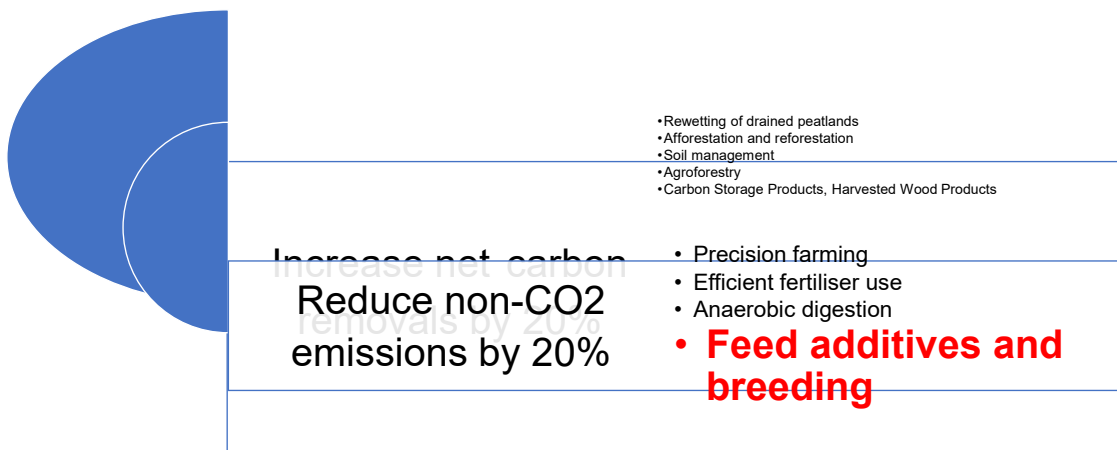 •Rewetting of drained peatlands
•Afforestation and reforestation
•Soil management
•Agroforestry
•Carbon Storage Products, Harvested Wood Products
Increase net carbon
removals by 20%
Reduce non-CO2
emissions by 20%
• Precision farming
• Efficient fertiliser use
• Anaerobic digestion
• Feed additives and
breeding